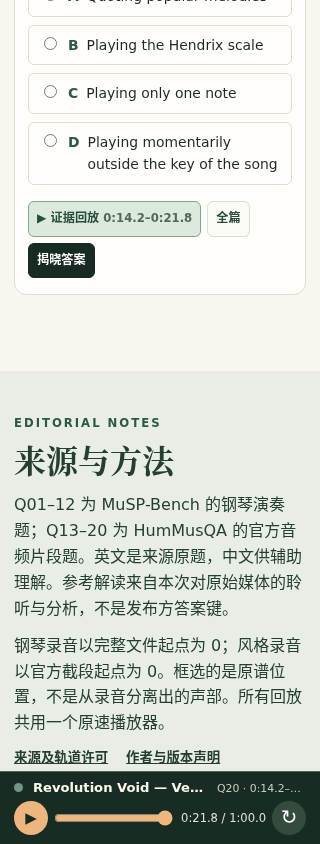 B Playing the Hendrix scale
C Playing only one note
D Playing momentarily
outside the key of the song
▶ 证据回放 0:14.2–0:21.8
全篇
揭晓答案
EDITORIAL NOTES
来源与方法
Q01–12 为 MuSP-Bench 的钢琴演奏
题；Q13–20 为 HumMusQA 的官方音
频片段题。英文是来源原题，中文供辅助
理解。参考解读来自本次对原始媒体的聆
听与分析，不是发布方答案键。
钢琴录音以完整文件起点为 0；风格录音
以官方截段起点为 0。框选的是原谱位
置，不是从录音分离出的声部。所有回放
共用一个原速播放器。
来源及轨道许可 作者与版本声明
Revolution Void — Ve… Q20 · 0:14.2–…
▶ 0:21.8 / 1:00.0 ↻